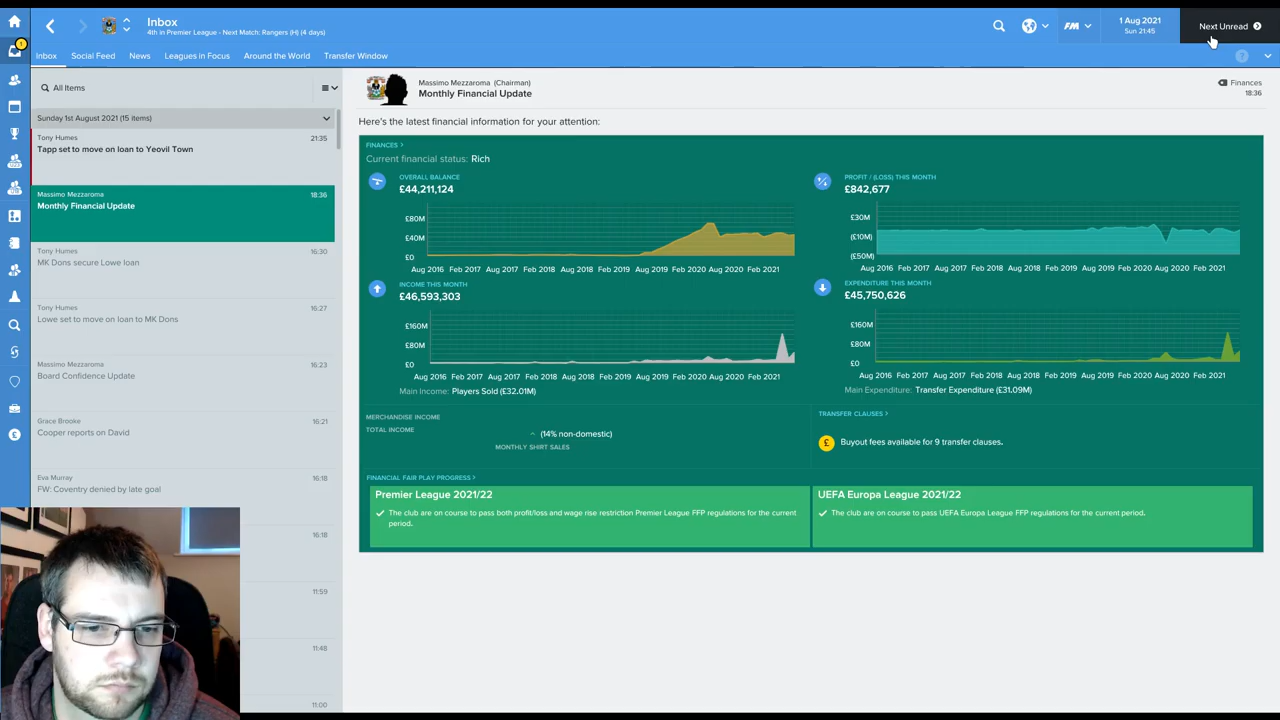 Inbox
4th in Premier League - Next Match: Rangers (H) (4 days)
FM
1 Aug 2021
Sun 21:45
Next Unread
1
Inbox
Social Feed
News
Leagues in Focus
Around the World
Transfer Window
?
All Items
Sunday 1st August 2021 (15 items)
Tony Humes
21:35
Tapp set to move on loan to Yeovil Town
Massimo Mezzaroma
18:36
Monthly Financial Update
Tony Humes
16:30
MK Dons secure Lowe loan
Tony Humes
16:27
Lowe set to move on loan to MK Dons
Massimo Mezzaroma
16:23
Board Confidence Update
Grace Brooke
16:21
Cooper reports on David
Eva Murray
16:18
FW: Coventry denied by late goal
16:18
11:59
11:48
11:00
Massimo Mezzaroma (Chairman)
Monthly Financial Update
Finances
18:36
Here's the latest financial information for your attention:
FINANCES >
Current financial status: Rich
OVERALL BALANCE
£44,211,124
£80M
£40M
£0
Aug 2016 Feb 2017 Aug 2017 Feb 2018 Aug 2018 Feb 2019 Aug 2019 Feb 2020 Aug 2020 Feb 2021
PROFIT / (LOSS) THIS MONTH
£842,677
£30M
(£10M)
(£50M)
Aug 2016 Feb 2017 Aug 2017 Feb 2018 Aug 2018 Feb 2019 Aug 2019 Feb 2020 Aug 2020 Feb 2021
INCOME THIS MONTH
£46,593,303
£160M
£80M
£0
Aug 2016 Feb 2017 Aug 2017 Feb 2018 Aug 2018 Feb 2019 Aug 2019 Feb 2020 Aug 2020 Feb 2021
Main Income: Players Sold (£32.01M)
EXPENDITURE THIS MONTH
£45,750,626
£160M
£80M
£0
Aug 2016 Feb 2017 Aug 2017 Feb 2018 Aug 2018 Feb 2019 Aug 2019 Feb 2020 Aug 2020 Feb 2021
Main Expenditure: Transfer Expenditure (£31.09M)
MERCHANDISE INCOME
TOTAL INCOME
(14% non-domestic)
MONTHLY SHIRT SALES
TRANSFER CLAUSES >
£
Buyout fees available for 9 transfer clauses.
FINANCIAL FAIR PLAY PROGRESS >
Premier League 2021/22
The club are on course to pass both profit/loss and wage rise restriction Premier League FFP regulations for the current
period.
UEFA Europa League 2021/22
The club are on course to pass UEFA Europa League FFP regulations for the current period.